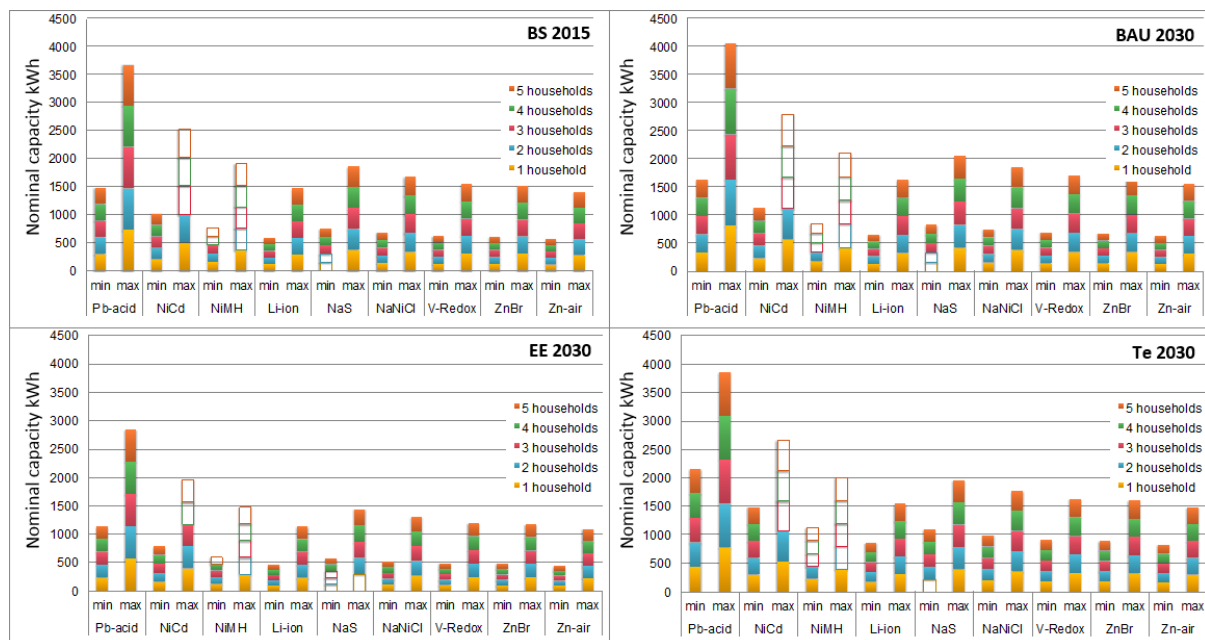 BS 2015
Nominal capacity kWh
4500
4000
3500
3000
2500
2000
1500
1000
500
0
5 households
4 households
3 households
2 households
1 household
min max min max min max min max min max min max min max min max min max
Pb-acid NiCd NiMH Li-ion NaS NaNiCl V-Redox ZnBr Zn-air
BAU 2030
Nominal capacity kWh
4500
4000
3500
3000
2500
2000
1500
1000
500
0
5 households
4 households
3 households
2 households
1 household
min max min max min max min max min max min max min max min max min max
Pb-acid NiCd NiMH Li-ion NaS NaNiCl V-Redox ZnBr Zn-air
EE 2030
Nominal capacity kWh
4500
4000
3500
3000
2500
2000
1500
1000
500
0
5 households
4 households
3 households
2 households
1 household
min max min max min max min max min max min max min max min max min max
Pb-acid NiCd NiMH Li-ion NaS NaNiCl V-Redox ZnBr Zn-air
Te 2030
Nominal capacity kWh
4500
4000
3500
3000
2500
2000
1500
1000
500
0
5 households
4 households
3 households
2 households
1 household
min max min max min max min max min max min max min max min max min max
Pb-acid NiCd NiMH Li-ion NaS NaNiCl V-Redox ZnBr Zn-air